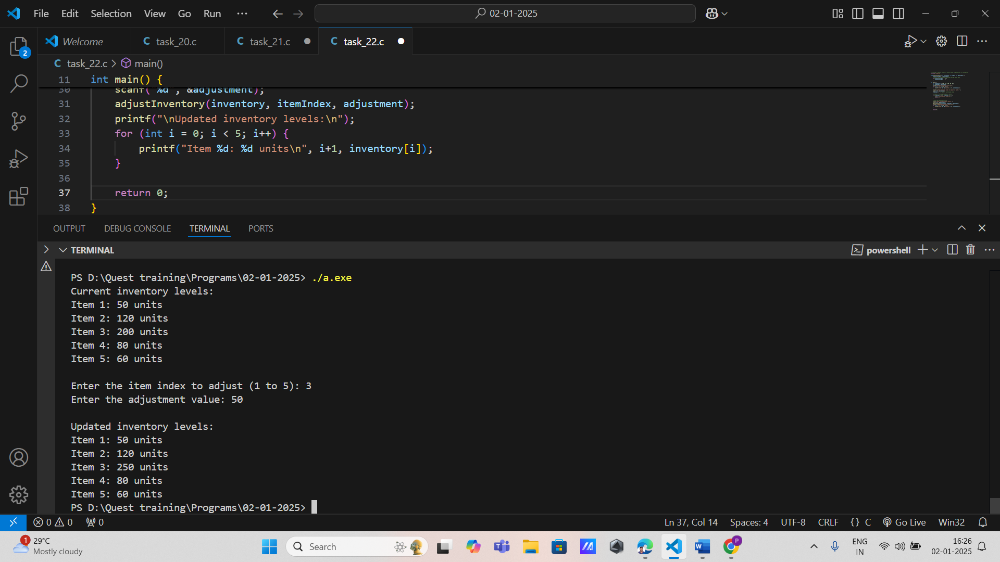 File Edit Selection View Go Run ··· 02-01-2025
Welcome C task_20.c C task_21.c C task_22.c
C task_22.c > main()
11 int main() {
30 scanf("%d", &adjustment);
31 adjustInventory(inventory, itemIndex, adjustment);
32 printf("\nUpdated inventory levels:\n");
33 for (int i = 0; i < 5; i++) {
34 printf("Item %d: %d units\n", i+1, inventory[i]);
35 }
36
37 return 0;
38 }
OUTPUT DEBUG CONSOLE TERMINAL PORTS
TERMINAL powershell
PS D:\Quest training\Programs\02-01-2025> ./a.exe
Current inventory levels:
Item 1: 50 units
Item 2: 120 units
Item 3: 200 units
Item 4: 80 units
Item 5: 60 units
Enter the item index to adjust (1 to 5): 3
Enter the adjustment value: 50
Updated inventory levels:
Item 1: 50 units
Item 2: 120 units
Item 3: 250 units
Item 4: 80 units
Item 5: 60 units
PS D:\Quest training\Programs\02-01-2025>
2
0 0 0 Ln 37, Col 14 Spaces: 4 UTF-8 CRLF {} C Go Live Win32
1 29°C
Mostly cloudy
Search
ENG
IN
16:26
02-01-2025